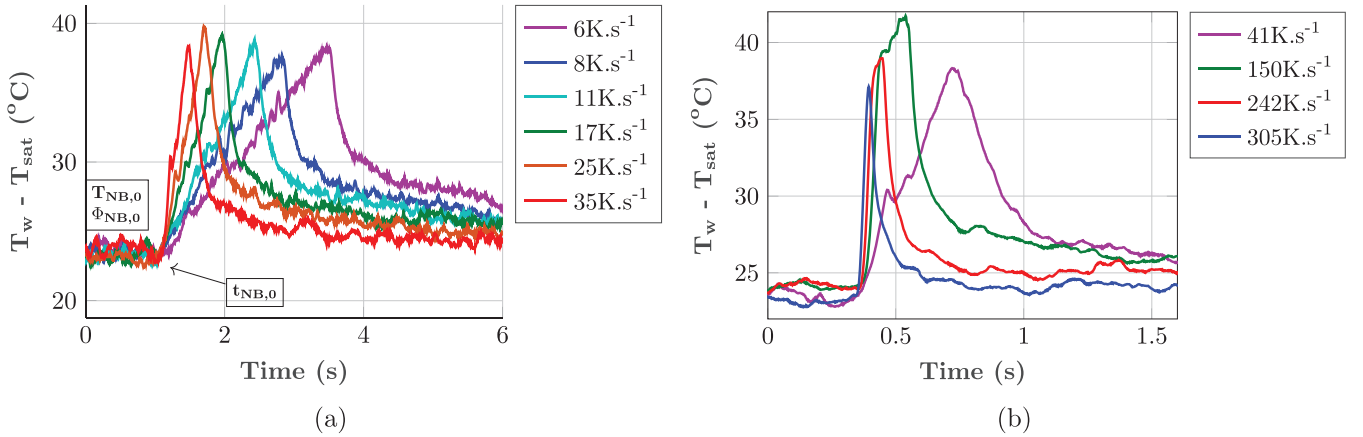 40
30
20
T_w - T_sat (°C)
T_NB,0
Φ_NB,0
t_NB,0
0 2 4 6
Time (s)
6K.s⁻¹
8K.s⁻¹
11K.s⁻¹
17K.s⁻¹
25K.s⁻¹
35K.s⁻¹
(a)
40
35
30
25
T_w - T_sat (°C)
0 0.5 1 1.5
Time (s)
41K.s⁻¹
150K.s⁻¹
242K.s⁻¹
305K.s⁻¹
(b)